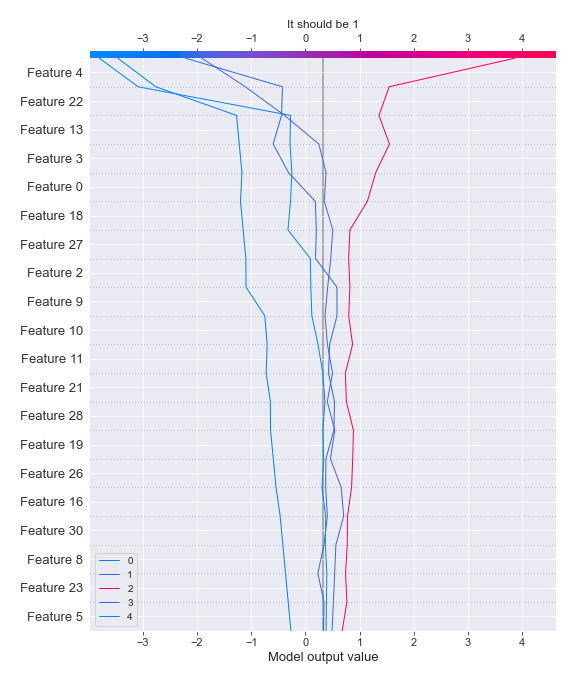 It should be 1
−3 −2 −1 0 1 2 3 4
Feature 4
Feature 22
Feature 13
Feature 3
Feature 0
Feature 18
Feature 27
Feature 2
Feature 9
Feature 10
Feature 11
Feature 21
Feature 28
Feature 19
Feature 26
Feature 16
Feature 30
Feature 8
Feature 23
Feature 5
0
1
2
3
4
−3 −2 −1 0 1 2 3 4
Model output value